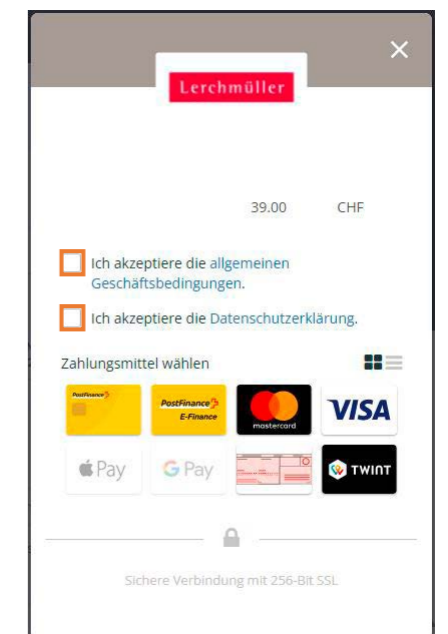 Lerchmüller
39.00 CHF
Ich akzeptiere die allgemeinen
Geschäftsbedingungen.
Ich akzeptiere die Datenschutzerklärung.
Zahlungsmittel wählen
PostFinance
PostFinance
E-Finance
mastercard
VISA
Pay
G Pay
TWINT
Sichere Verbindung mit 256-Bit SSL